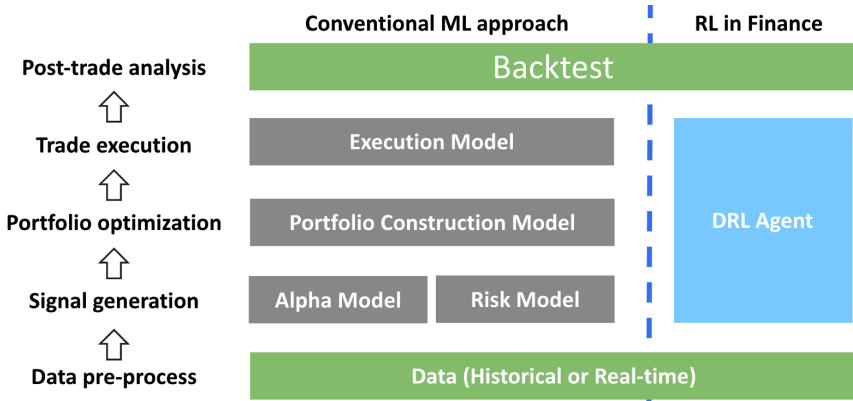 Conventional ML approach
RL in Finance
Post-trade analysis
Backtest
Trade execution
Execution Model
Portfolio optimization
Portfolio Construction Model
DRL Agent
Signal generation
Alpha Model
Risk Model
Data pre-process
Data (Historical or Real-time)